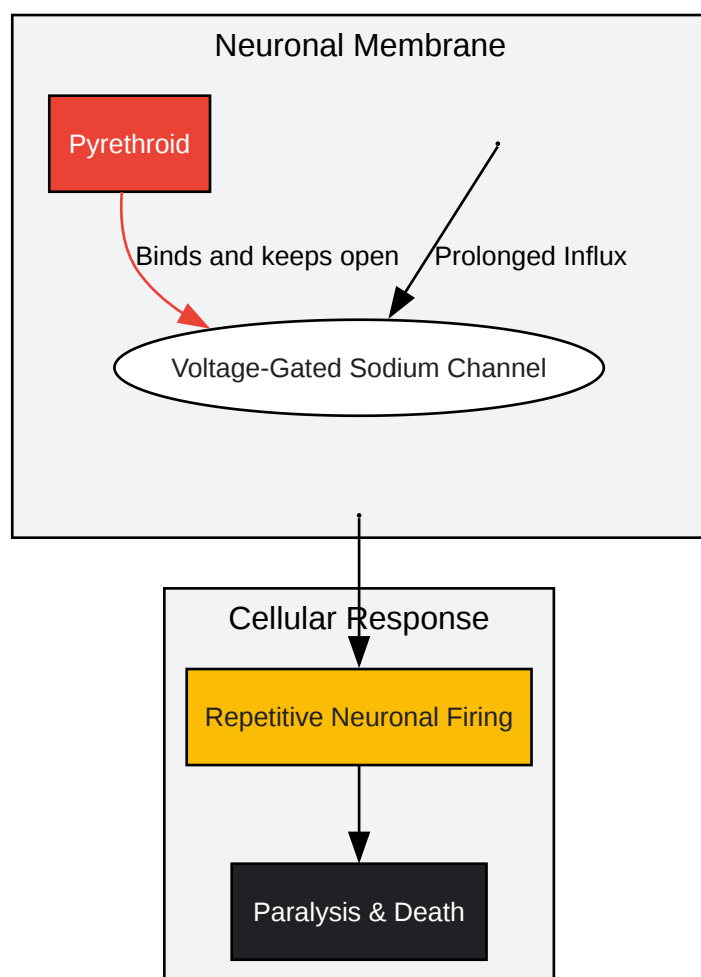 Neuronal Membrane
Pyrethroid
Binds and keeps open
Prolonged Influx
Voltage-Gated Sodium Channel
Cellular Response
Repetitive Neuronal Firing
Paralysis & Death